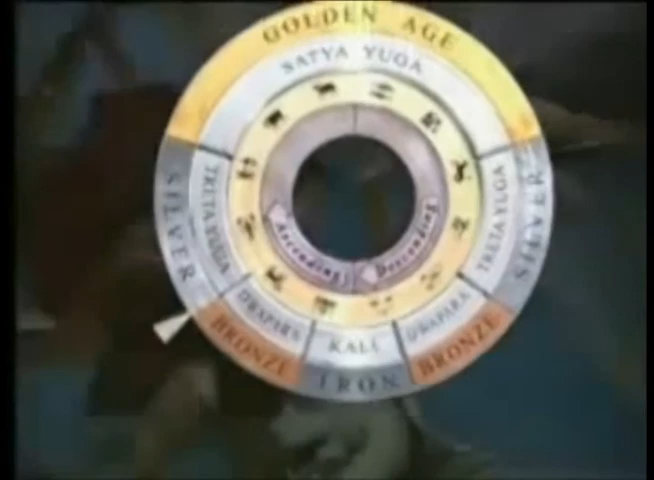 GOLDEN AGE
SATYA YUGA
SILVER
TRETA YUGA
TRETA YUGA
SILVER
Ascending
Descending
DWAPARA
DWAPARA
BRONZE
KALI
BRONZE
IRON